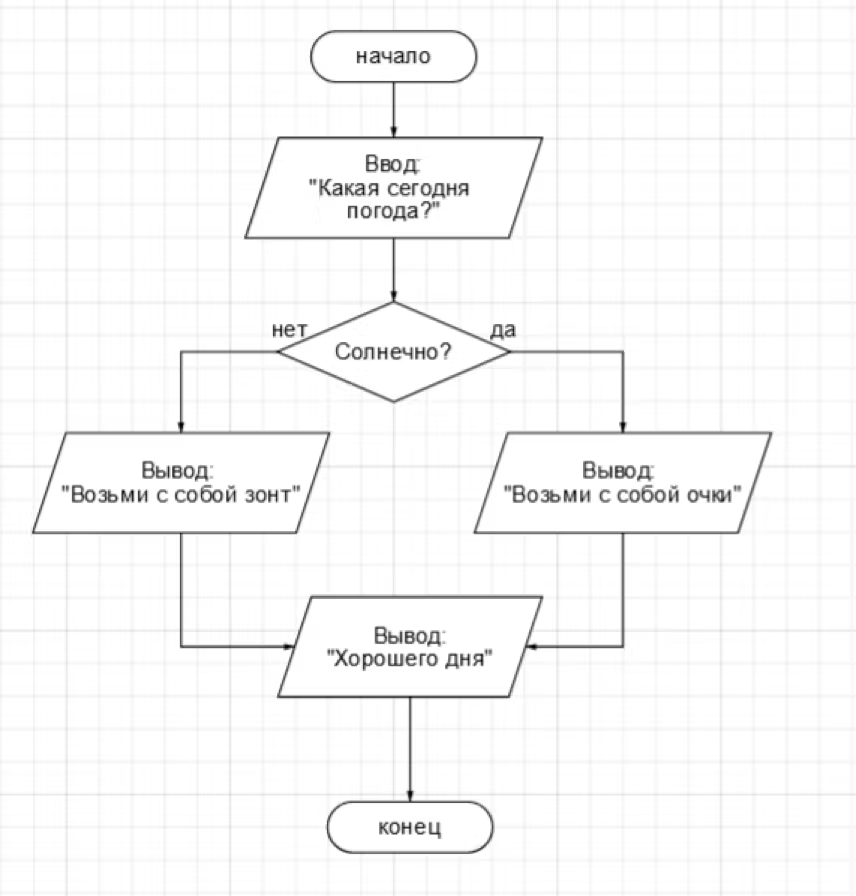 начало
Ввод:
"Какая сегодня
погода?"
нет
да
Солнечно?
Вывод:
"Возьми с собой зонт"
Вывод:
"Возьми с собой очки"
Вывод:
"Хорошего дня"
конец